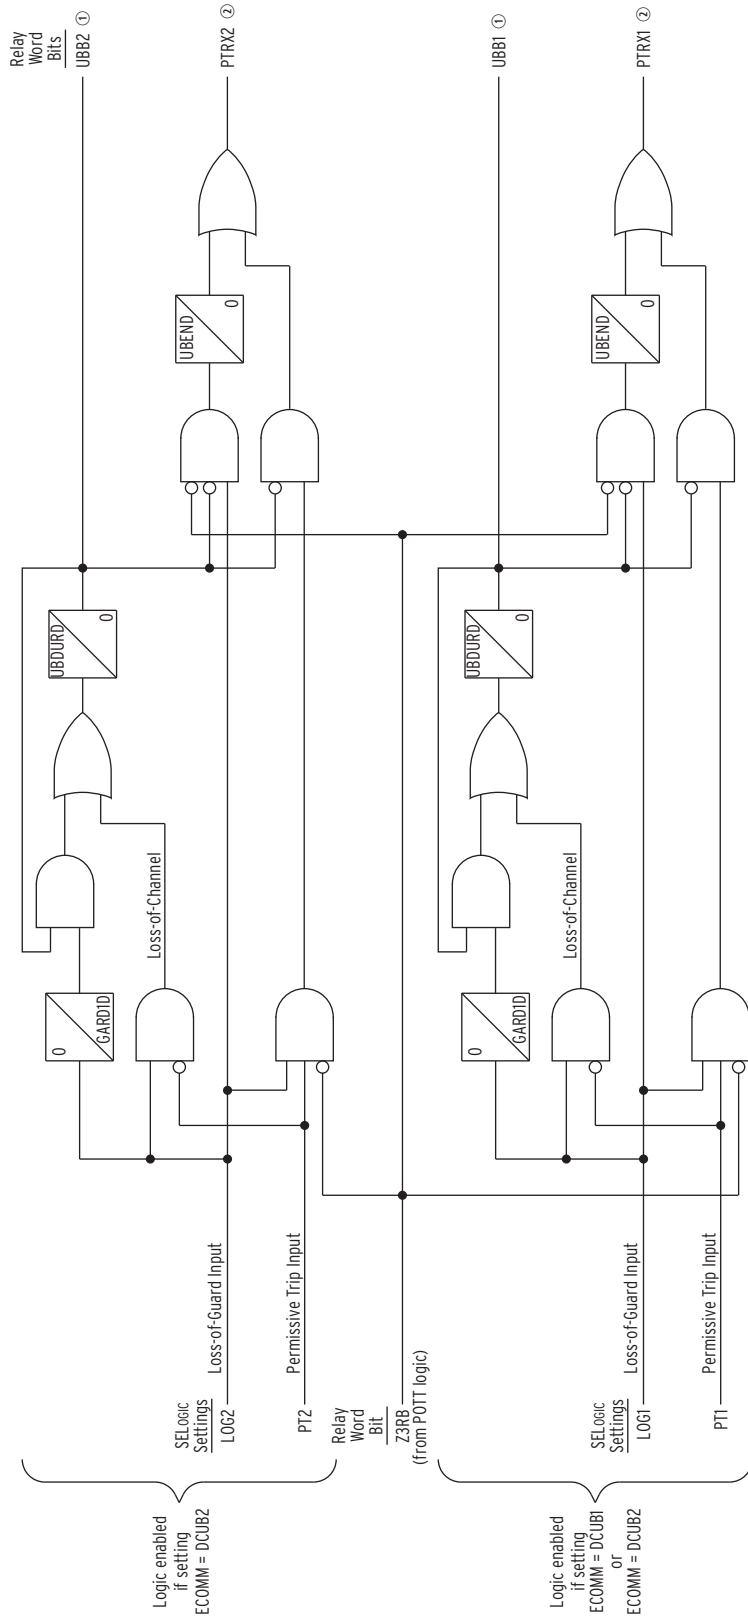 Relay
Word
Bits
UBB2 ①
PTRX2 ②
UBEND
0
UBDURD
0
0
GARD1D
Loss-of-Channel
Loss-of-Guard Input
Permissive Trip Input
SELOGIC
Settings
LOG2
PT2
Logic enabled
if setting
ECOMM = DCUB2
Relay
Word
Bit
Z3RB
(from POTT logic)
UBB1 ①
PTRX1 ②
UBEND
0
UBDURD
0
0
GARD1D
Loss-of-Channel
Loss-of-Guard Input
Permissive Trip Input
SELOGIC
Settings
LOG1
PT1
Logic enabled
if setting
ECOMM = DCUB1
or
ECOMM = DCUB2